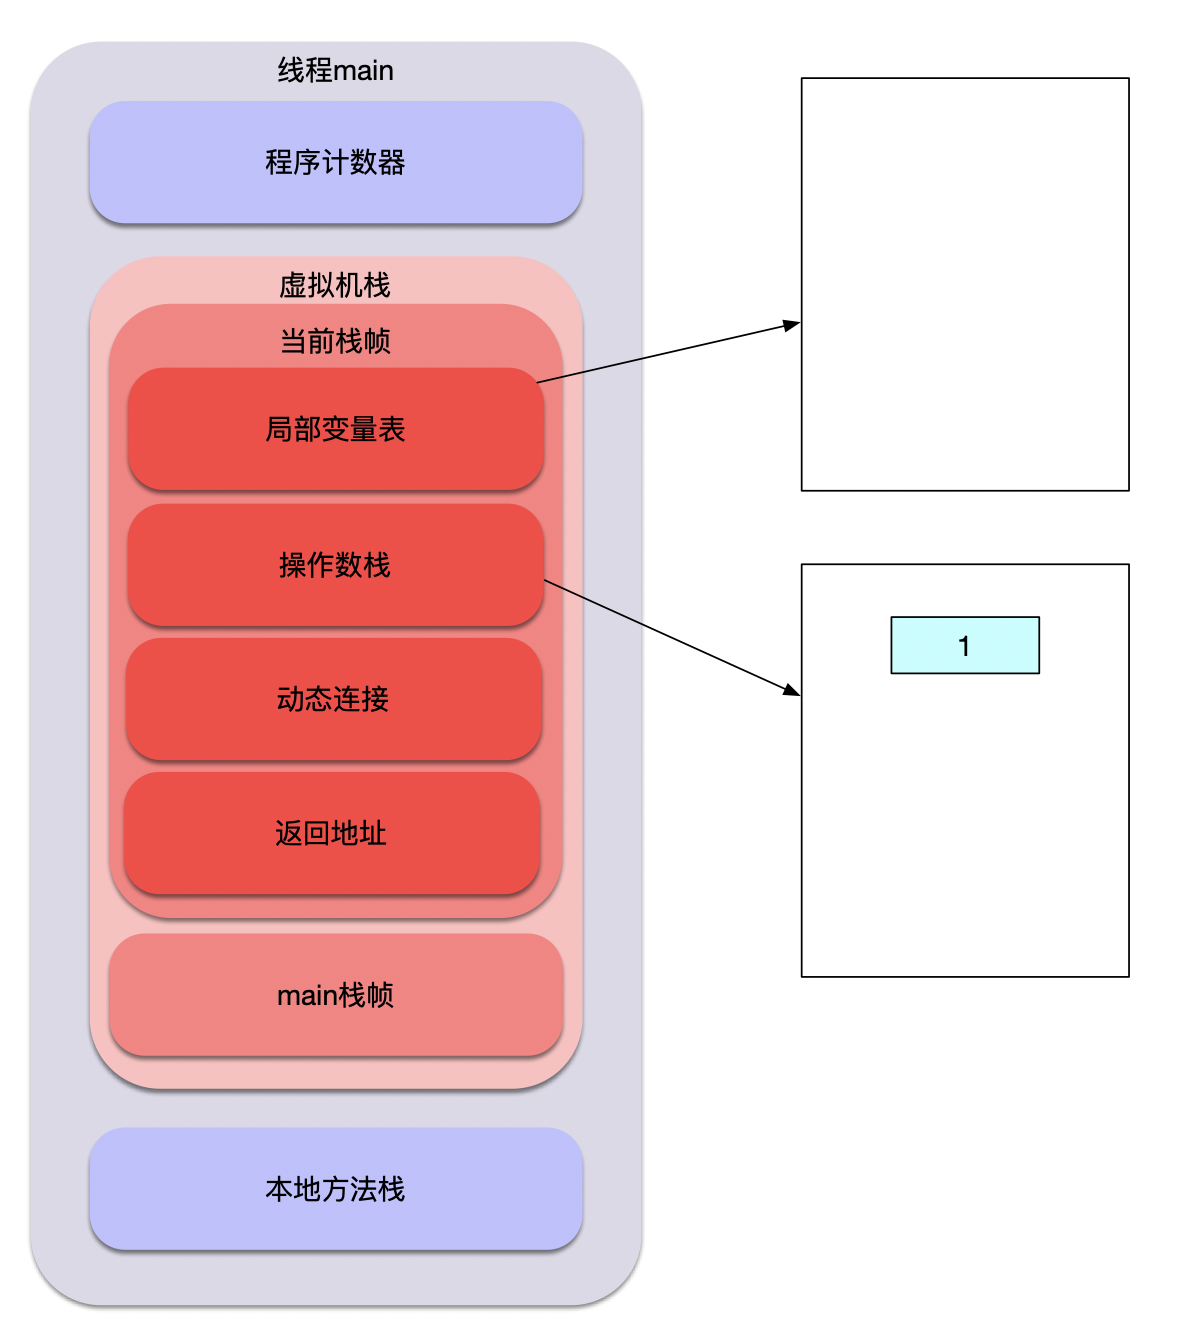 线程main
程序计数器
虚拟机栈
当前栈帧
局部变量表
操作数栈
1
动态连接
返回地址
main栈帧
本地方法栈